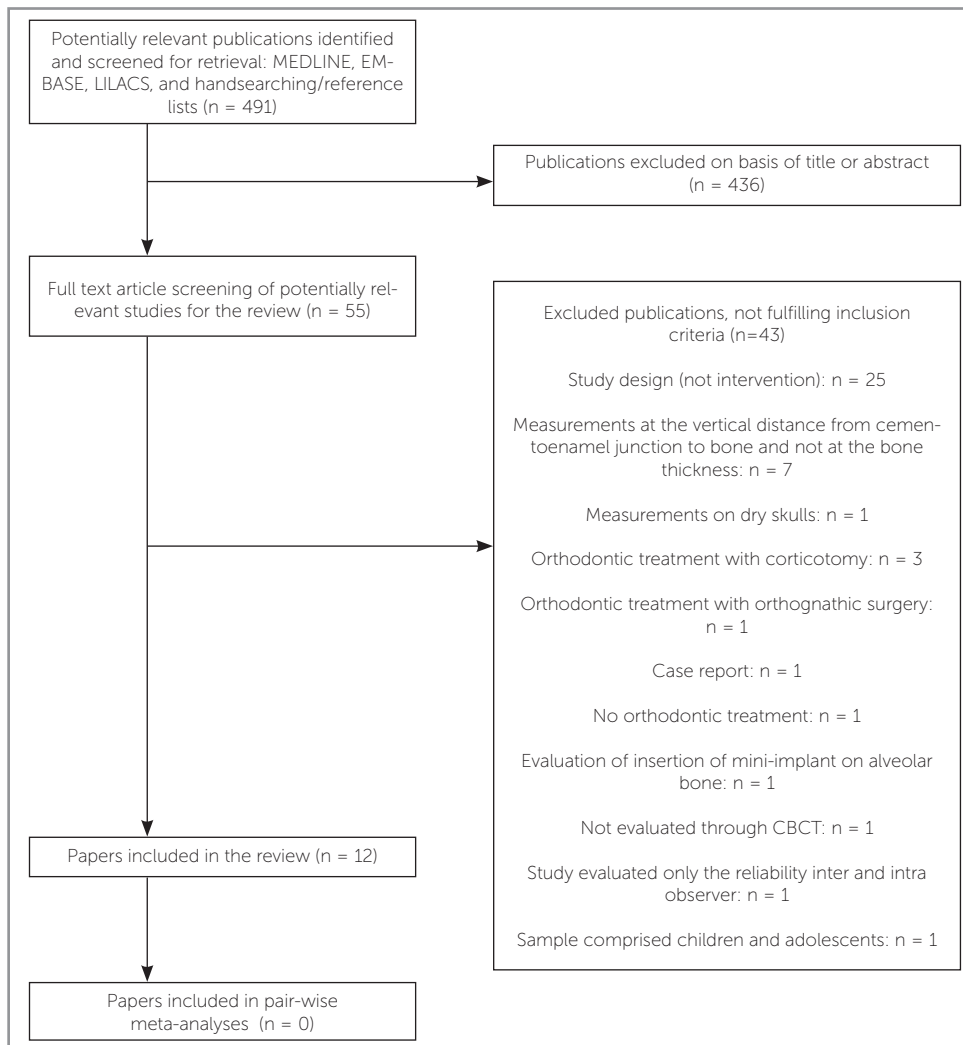 Potentially relevant publications identified
and screened for retrieval: MEDLINE, EM-
BASE, LILACS, and handsearching/reference
lists (n = 491)
Publications excluded on basis of title or abstract
(n = 436)
Full text article screening of potentially rel-
evant studies for the review (n = 55)
Excluded publications, not fulfilling inclusion
criteria (n=43)
Study design (not intervention): n = 25
Measurements at the vertical distance from cemen-
toenamel junction to bone and not at the bone
thickness: n = 7
Measurements on dry skulls: n = 1
Orthodontic treatment with corticotomy: n = 3
Orthodontic treatment with orthognathic surgery:
n = 1
Case report: n = 1
No orthodontic treatment: n = 1
Evaluation of insertion of mini-implant on alveolar
bone: n = 1
Not evaluated through CBCT: n = 1
Study evaluated only the reliability inter and intra
observer: n = 1
Sample comprised children and adolescents: n = 1
Papers included in the review (n = 12)
Papers included in pair-wise
meta-analyses (n = 0)